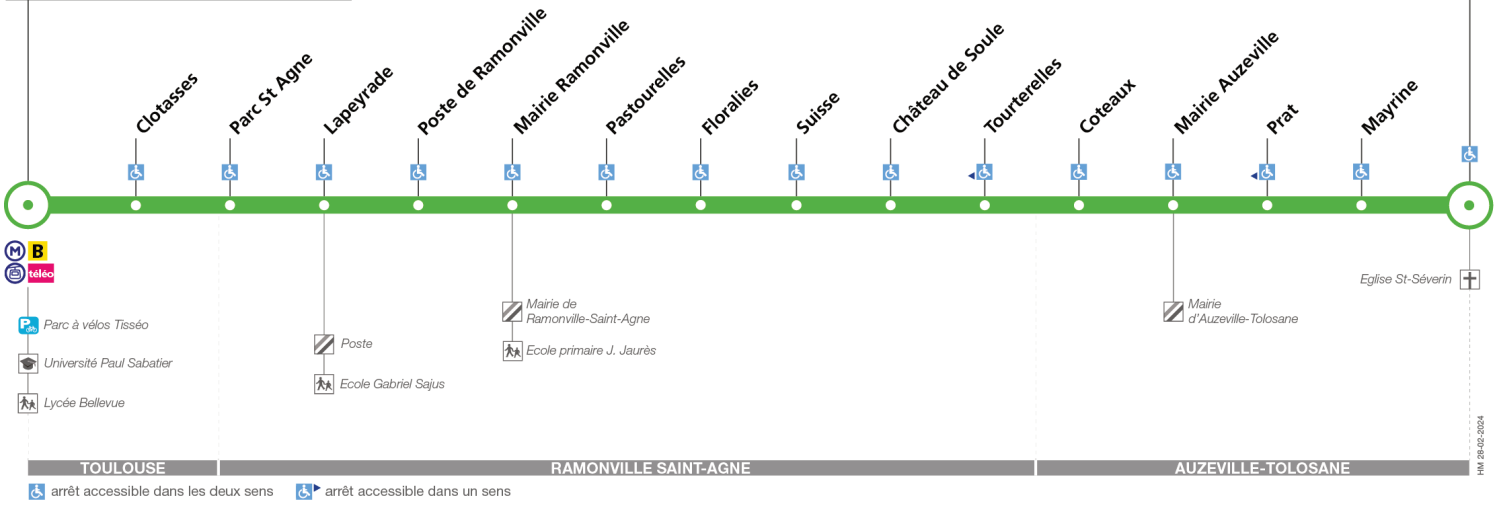 Clotasses
Parc St Agne
Lapeyrade
Poste de Ramonville
Mairie Ramonville
Pastourelles
Floralies
Suisse
Château de Soule
Tourterelles
Coteaux
Mairie Auzeville
Prat
Mayrine
M B
téléo
Parc à vélos Tisséo
Université Paul Sabatier
Lycée Bellevue
Poste
Ecole Gabriel Sajus
Mairie de
Ramonville-Saint-Agne
Ecole primaire J. Jaurès
Mairie
d'Auzeville-Tolosane
Eglise St-Séverin
HM 28-02-2024
TOULOUSE
RAMONVILLE SAINT-AGNE
AUZEVILLE-TOLOSANE
arrêt accessible dans les deux sens
arrêt accessible dans un sens